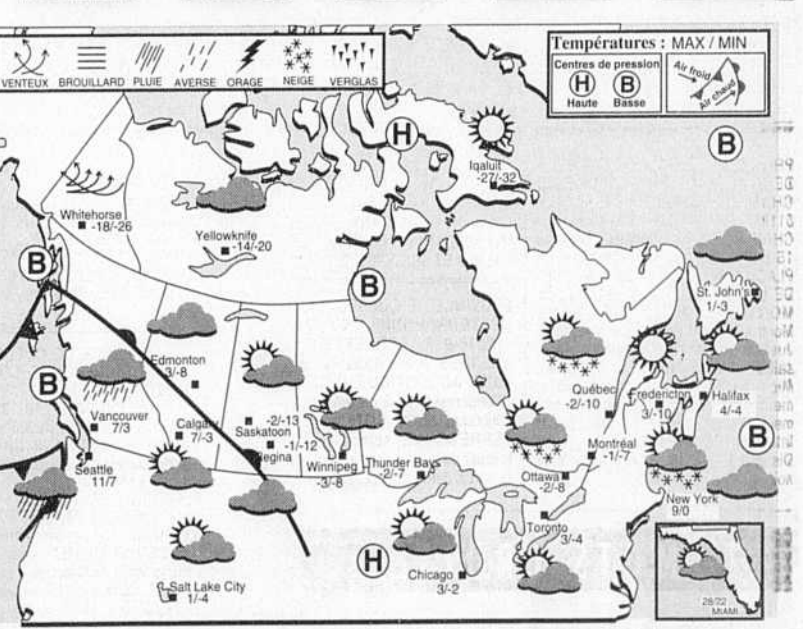 VENTEUX BROUILLARD PLUIE AVERSE ORAGE NEIGE VERGLAS
Températures : MAX / MIN
Centres de pression
H B
Haute Basse
Air froid
Air chaud
B
H
Iqaluit
-27/-32
Whitehorse
-18/-26
Yellowknife
-14/-20
B
B
St. John's
1/-3
Edmonton
3/-8
B
Vancouver
7/3
Calgary
7/-3
-2/-13
Saskatoon
-1/-12
Regina
Winnipeg
-3/-8
Thunder Bay
-2/-7
Québec
-2/-10
Fredericton
3/-10
Halifax
4/-4
B
Montréal
-1/-7
Seattle
11/7
Ottawa
-2/-8
New York
9/0
Toronto
3/-4
H
Chicago
3/-2
Salt Lake City
1/-4
28/22
MIAMI